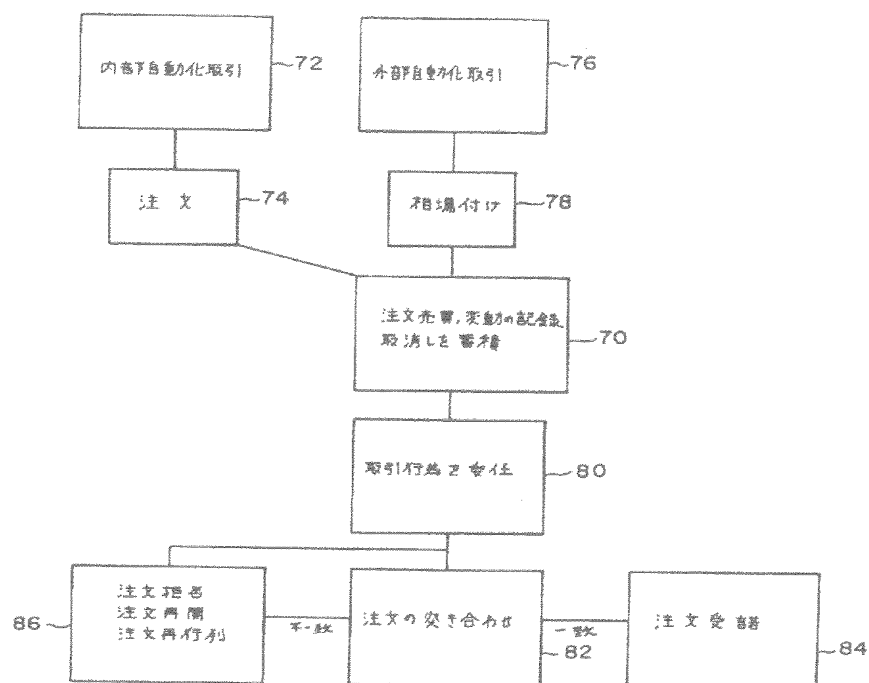 内部自動化取引
72
外部自動化取引
76
注文
74
相場付け
78
注文売買,変動の記録
取消しを蓄積
70
取引行為を委任
80
注文拒否
注文再開
注文再行列
86
不一致
注文の突き合わせ
82
一致
注文受諾
84